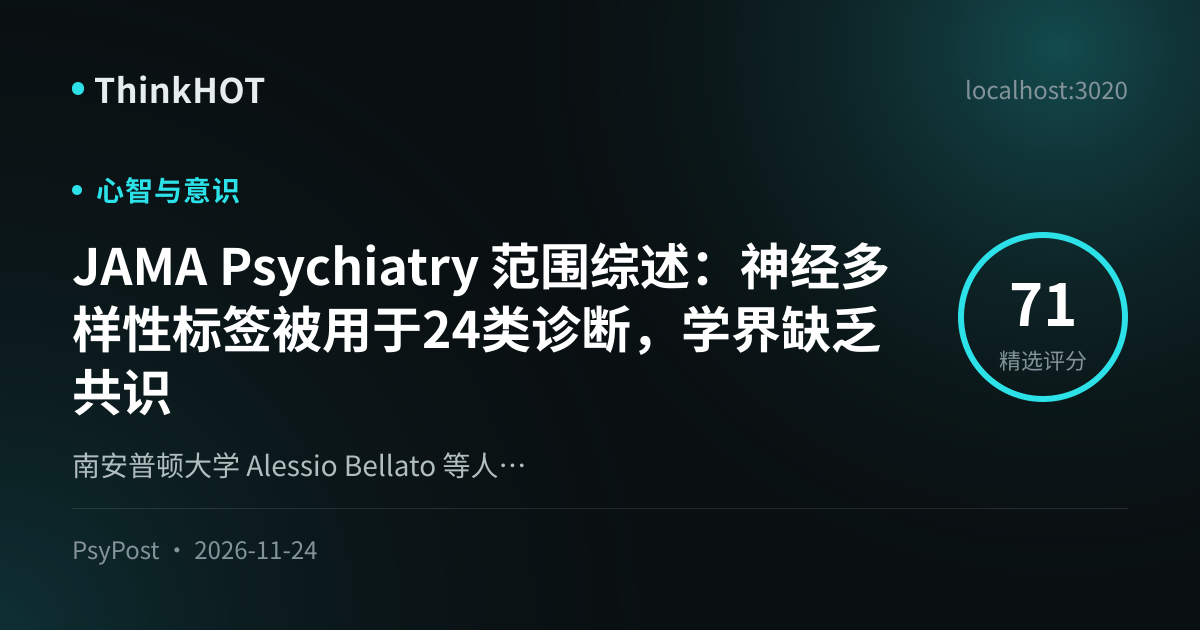 ThinkHOT
localhost:3020
心智与意识
JAMA Psychiatry 范围综述：神经多
样性标签被用于24类诊断，学界缺乏
共识
71
精选评分
南安普顿大学 Alessio Bellato 等人…
PsyPost · 2026-11-24